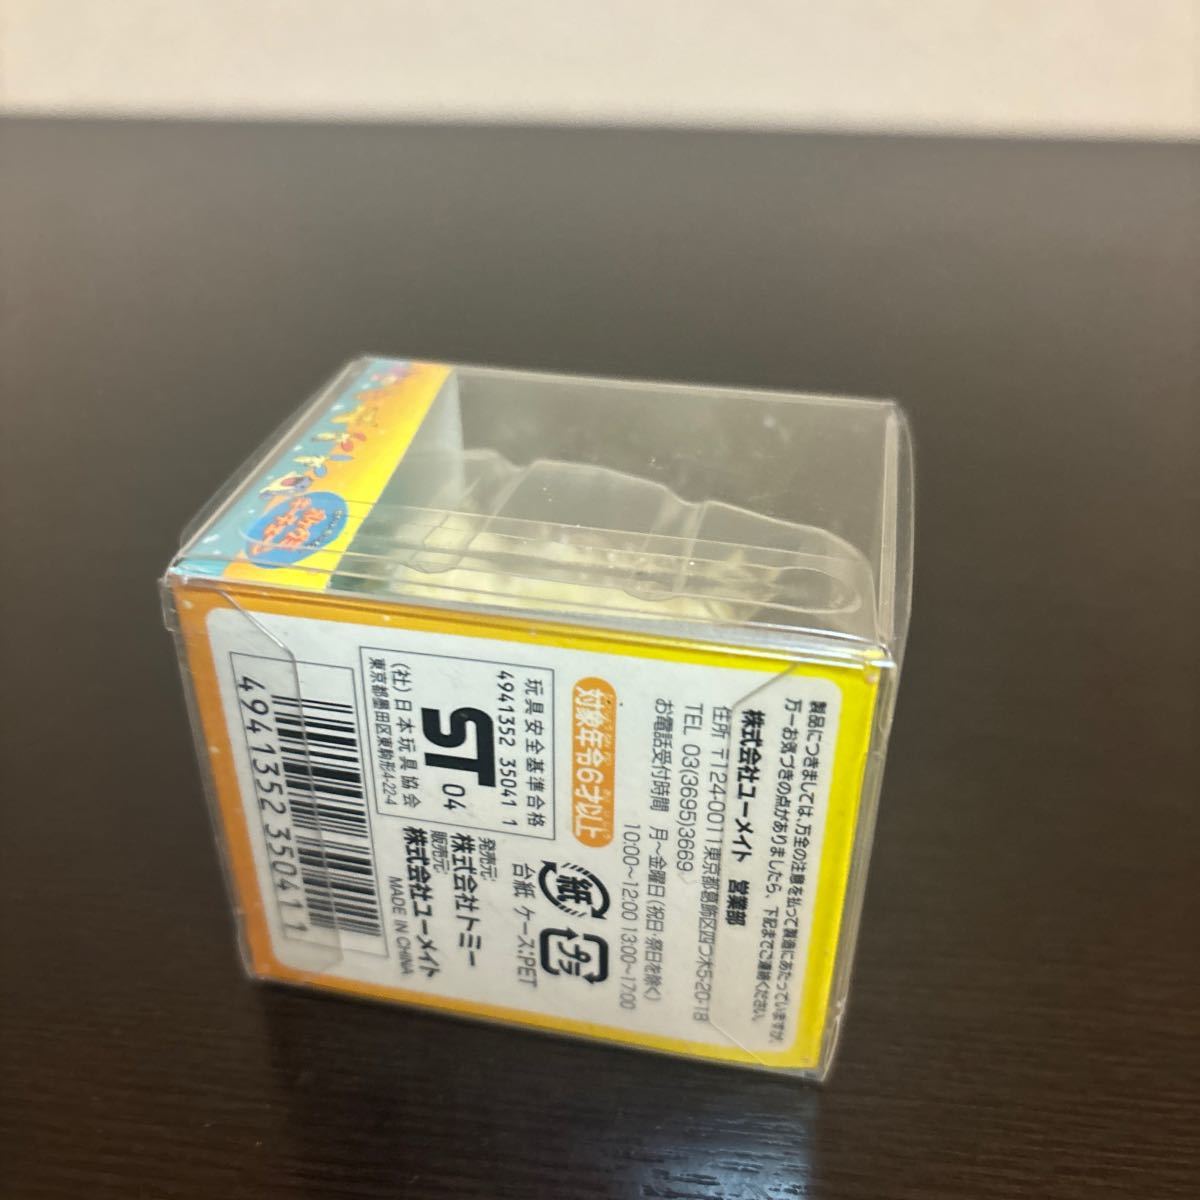 製品につきましては、万全の注意を払って製造にあたっていますが、
万一お気づきの点がありましたら、下記までご連絡ください。
株式会社ユーメイト 営業部
住所 〒124-0011東京都葛飾区四つ木5-20-18
TEL 03(3695)3669
お電話受付時間 月〜金曜日(祝日・祭日を除く)
10:00〜12:00 13:00〜17:00
対象年令6才以上
紙
プラ
台紙 ケース:PET
玩具安全基準合格
4941352 35041 1
ST 04
(社)日本玩具協会
東京都墨田区東駒形4-22-4
発売元:
株式会社トミー
販売元:
株式会社ユーメイト
MADE IN CHINA
4941352350411